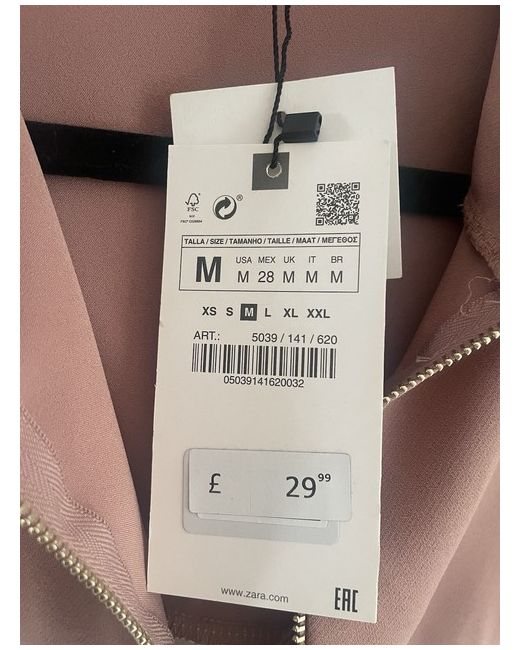 FSC
TALLA / SIZE / TAMANHO / TAILLE / MAAT / ΜΕΓΕΘΟΣ
M
USA MEX UK IT BR
M 28 M M M
XS S M L XL XXL
ART.: 5039 / 141 / 620
05039141620032
£ 29⁹⁹
www.zara.com
EAC